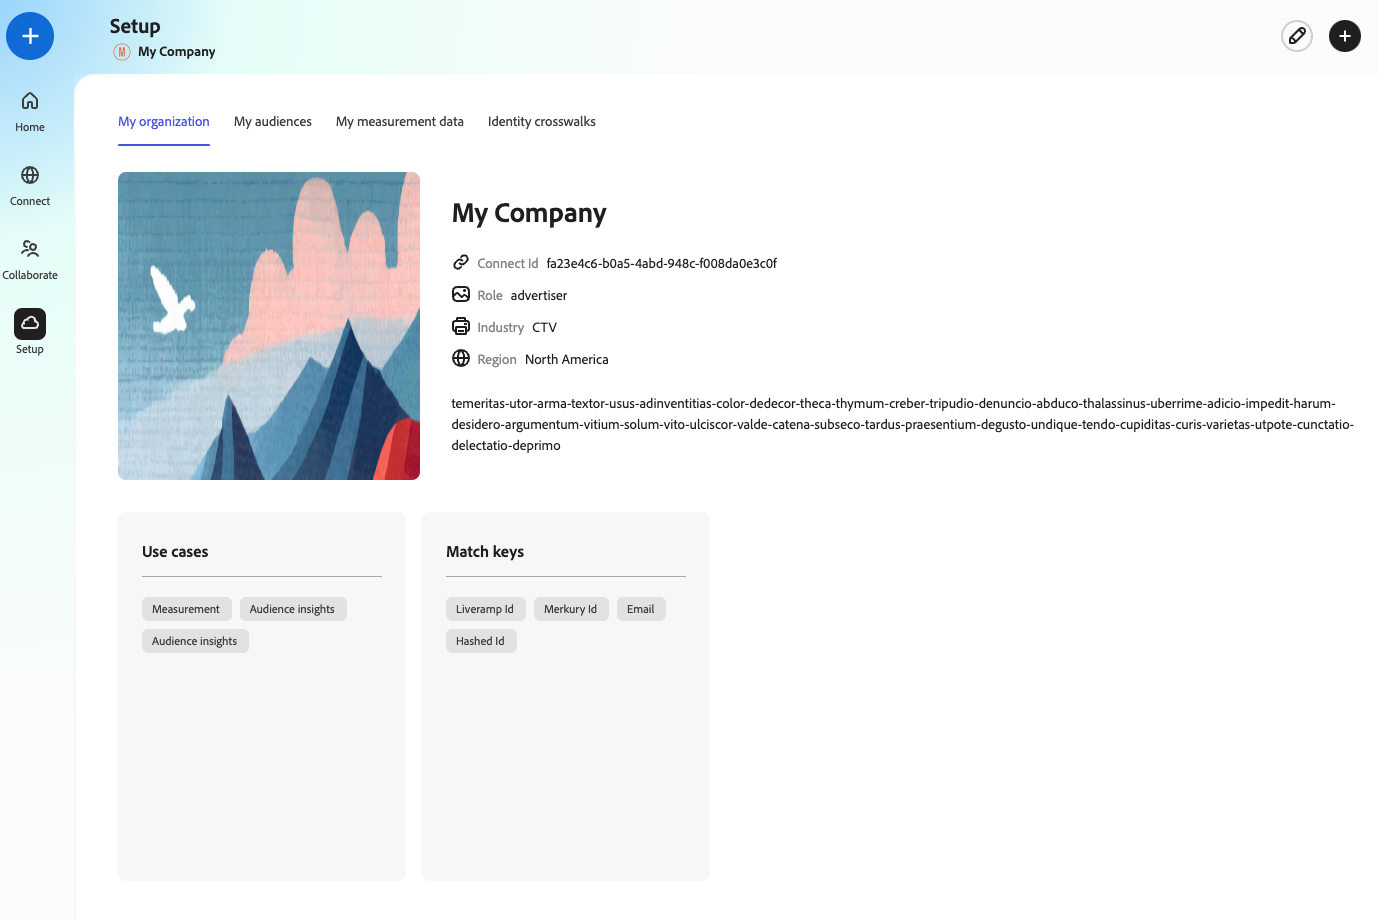 Setup
M My Company
Home
Connect
Collaborate
Setup
My organization My audiences My measurement data Identity crosswalks
My Company
Connect Id fa23e4c6-b0a5-4abd-948c-f008da0e3c0f
Role advertiser
Industry CTV
Region North America
temeritas-utor-arma-textor-usus-adinventitias-color-dedecor-theca-thymum-creber-tripudio-denuncio-abduco-thalassinus-uberrime-adicio-impedit-harum-
desidero-argumentum-vitium-solum-vito-ulciscor-valde-catena-subseco-tardus-praesentium-degusto-undique-tendo-cupiditas-curis-varietas-utpote-cunctatio-
delectatio-deprimo
Use cases
Measurement Audience insights
Audience insights
Match keys
Liveramp Id Merkury Id Email
Hashed Id